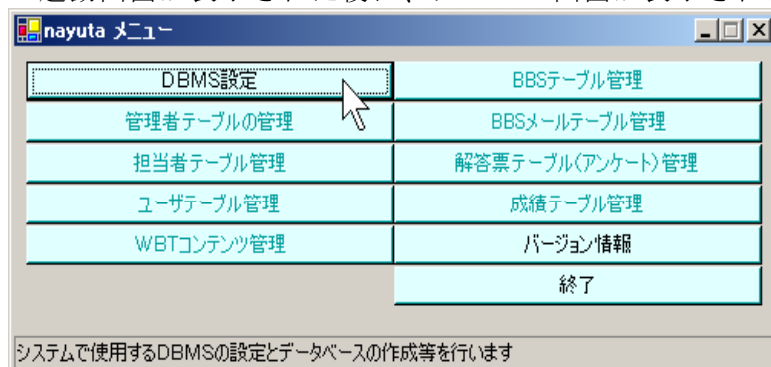 nayuta メニュー
DBMS設定
BBSテーブル管理
管理者テーブルの管理
BBSメールテーブル管理
担当者テーブル管理
解答票テーブル(アンケート)管理
ユーザテーブル管理
成績テーブル管理
WBTコンテンツ管理
バージョン情報
終了
システムで使用するDBMSの設定とデータベースの作成等を行います